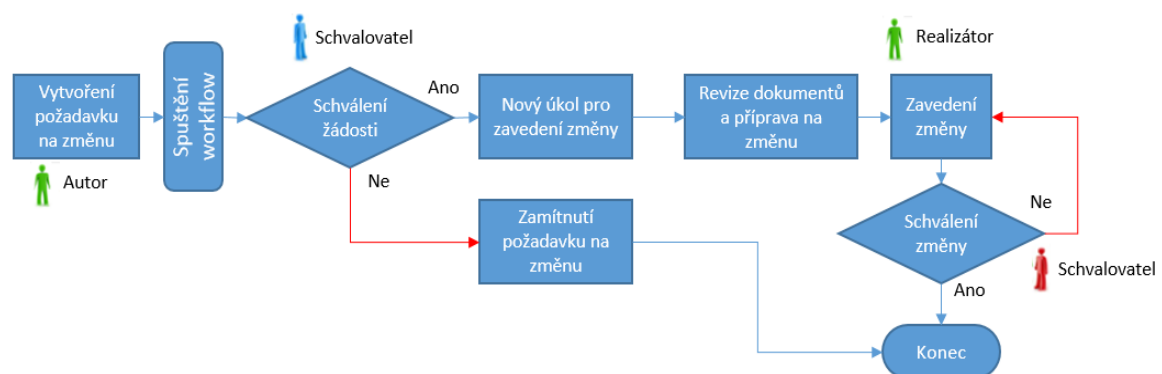 Schvalovatel
Realizátor
Vytvoření
požadavku
na změnu
Spuštění
workflow
Schválení
žádosti
Ano
Nový úkol pro
zavedení změny
Revize dokumentů
a příprava na
změnu
Zavedení
změny
Autor
Ne
Zamítnutí
požadavku na
změnu
Schválení
změny
Ne
Schvalovatel
Ano
Konec